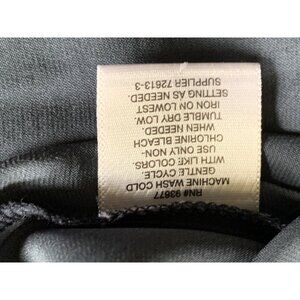 RN# 93677
MACHINE WASH COLD
GENTLE CYCLE.
WITH LIKE COLORS.
USE ONLY NON-
CHLORINE BLEACH
WHEN NEEDED.
TUMBLE DRY LOW.
IRON ON LOWEST
SETTING AS NEEDED.
SUPPLIER 72613-3